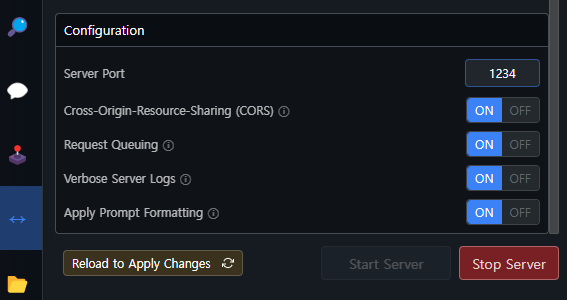 Configuration
Server Port 1234
Cross-Origin-Resource-Sharing (CORS) ON OFF
Request Queuing ON OFF
Verbose Server Logs ON OFF
Apply Prompt Formatting ON OFF
Reload to Apply Changes Start Server Stop Server